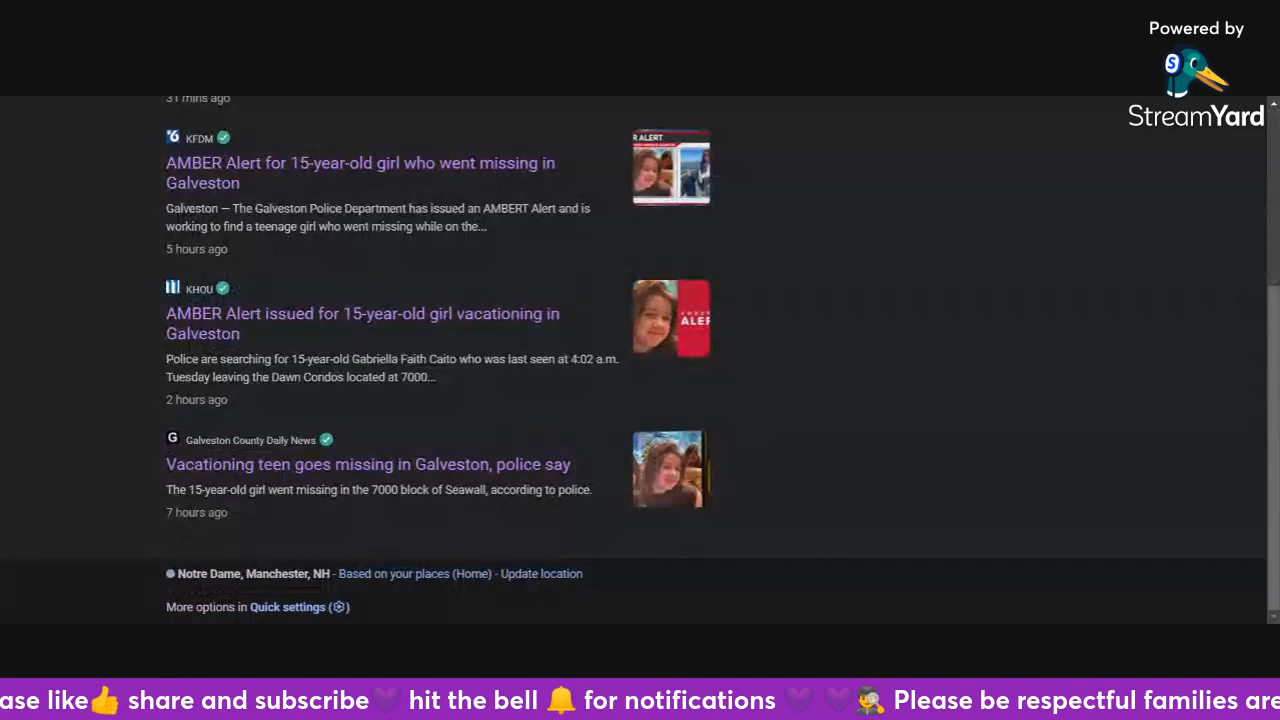 Powered by
StreamYard
31 mins ago
KFDM
AMBER Alert for 15-year-old girl who went missing in
Galveston
Galveston — The Galveston Police Department has issued an AMBERT Alert and is
working to find a teenage girl who went missing while on the...
5 hours ago
R ALERT
KHOU
AMBER Alert issued for 15-year-old girl vacationing in
Galveston
Police are searching for 15-year-old Gabriella Faith Caito who was last seen at 4:02 a.m.
Tuesday leaving the Dawn Condos located at 7000...
2 hours ago
Galveston County Daily News
Vacationing teen goes missing in Galveston, police say
The 15-year-old girl went missing in the 7000 block of Seawall, according to police.
7 hours ago
Notre Dame, Manchester, NH - Based on your places (Home) - Update location
More options in Quick settings (⚙)
ase like👍 share and subscribe💜 hit the bell 🔔 for notifications 💜 💜🕵 Please be respectful families are